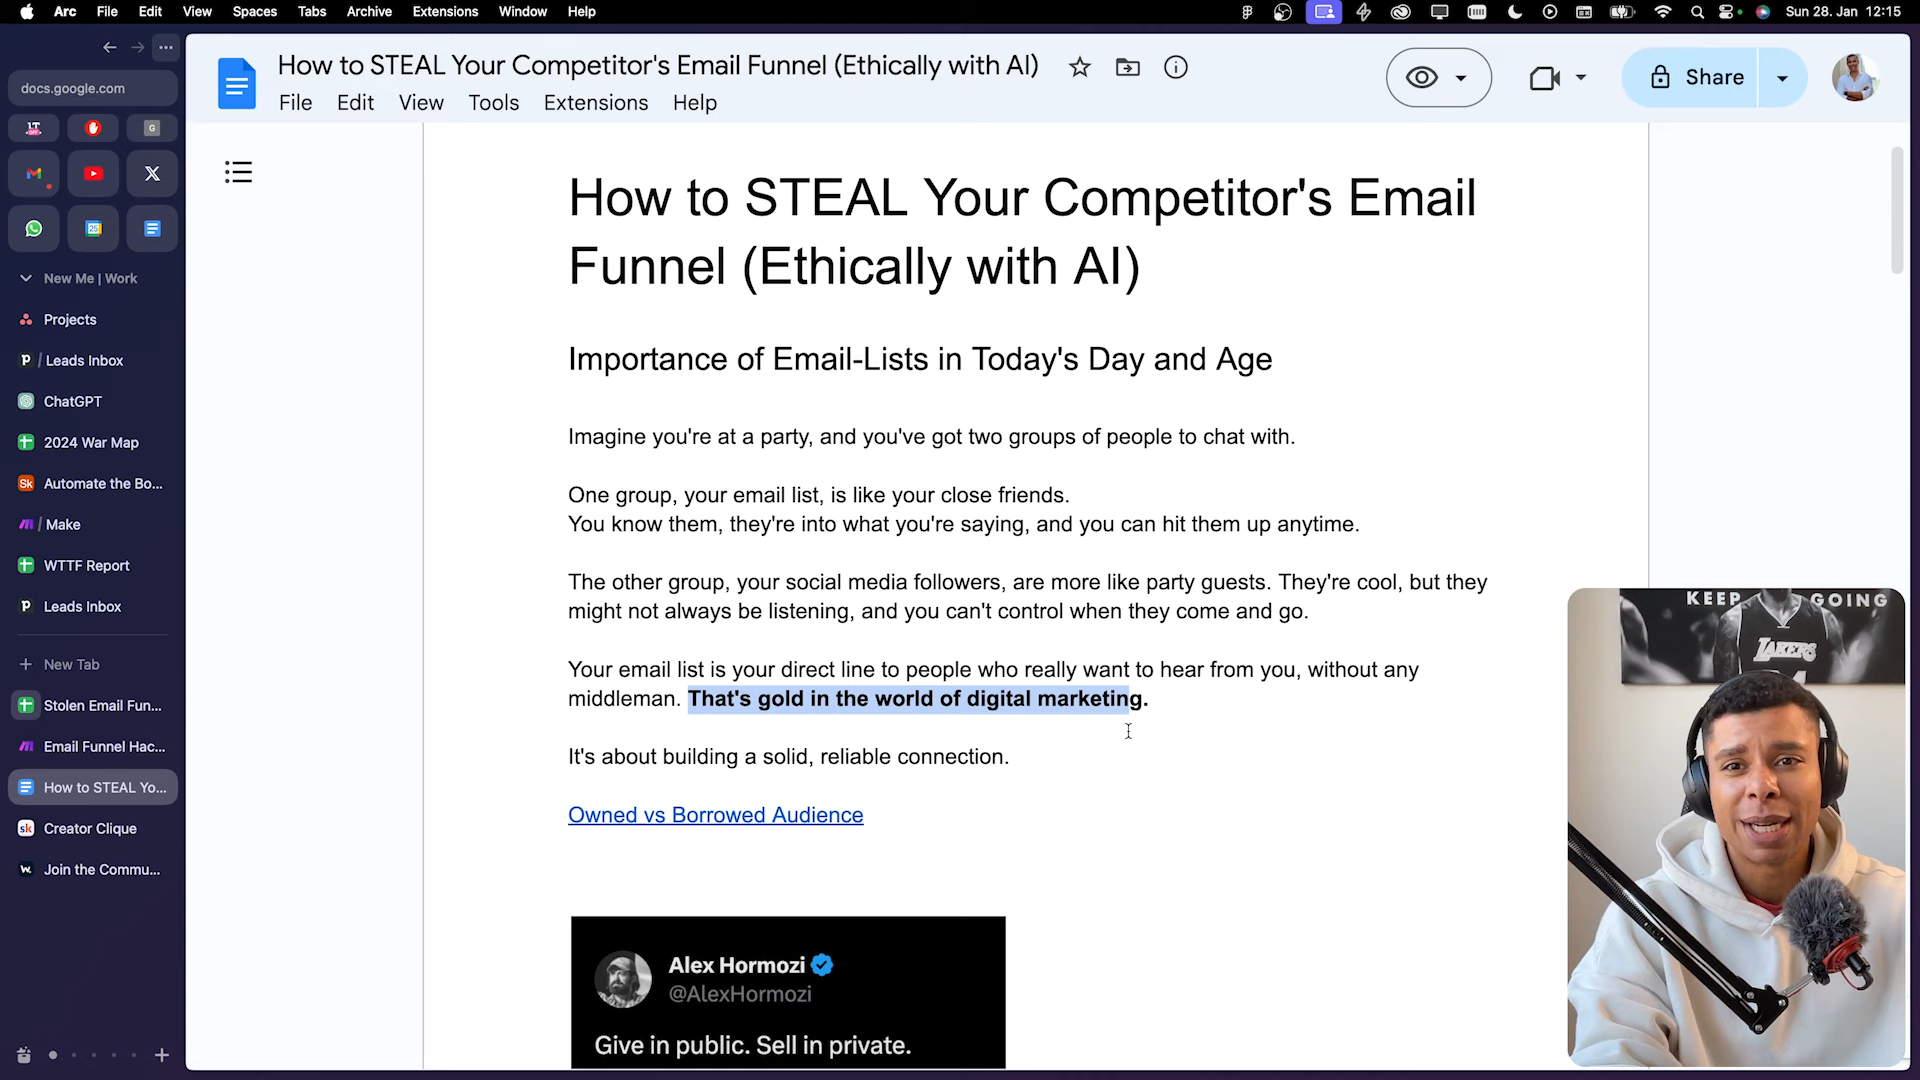 Arc File Edit View Spaces Tabs Archive Extensions Window Help
Sun 28. Jan 12:15
docs.google.com
New Me | Work
Projects
/ Leads Inbox
ChatGPT
2024 War Map
Automate the Bo...
/ Make
WTTF Report
Leads Inbox
New Tab
Stolen Email Fun...
Email Funnel Hac...
How to STEAL Yo...
Creator Clique
Join the Commu...
How to STEAL Your Competitor's Email Funnel (Ethically with AI)
File Edit View Tools Extensions Help
Share
How to STEAL Your Competitor's Email
Funnel (Ethically with AI)
Importance of Email-Lists in Today's Day and Age
Imagine you're at a party, and you've got two groups of people to chat with.
One group, your email list, is like your close friends.
You know them, they're into what you're saying, and you can hit them up anytime.
The other group, your social media followers, are more like party guests. They're cool, but they
might not always be listening, and you can't control when they come and go.
Your email list is your direct line to people who really want to hear from you, without any
middleman. That's gold in the world of digital marketing.
It's about building a solid, reliable connection.
Owned vs Borrowed Audience
Alex Hormozi
@AlexHormozi
Give in public. Sell in private.
KEEP GOING
LAKERS